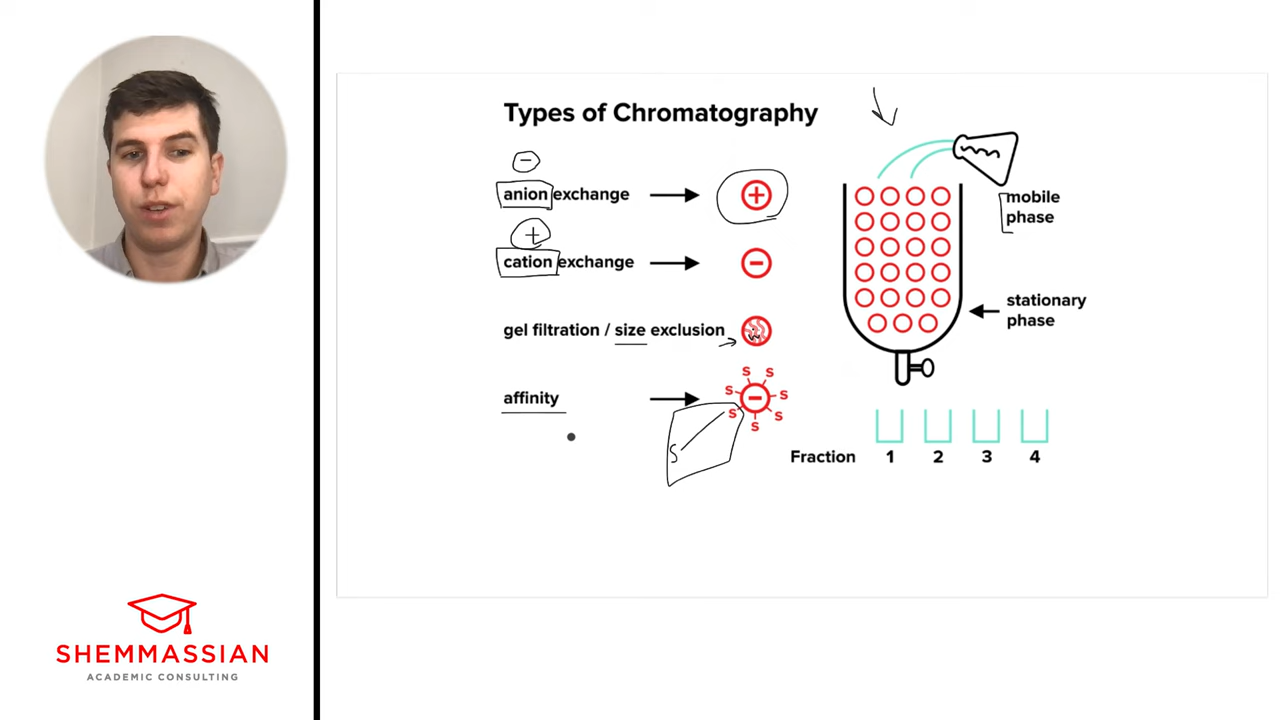 Types of Chromatography
−
anion exchange
+
+
cation exchange
−
gel filtration / size exclusion
affinity
S S
S
−
S
S
S
S
S
mobile
phase
stationary
phase
Fraction 1 2 3 4
SHEMMASSIAN
ACADEMIC CONSULTING